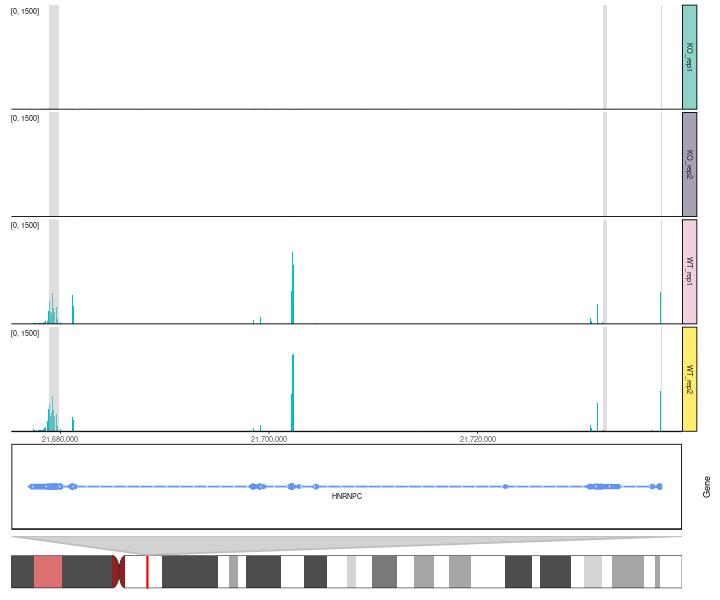 [0, 1500]
KO_rep1
[0, 1500]
KO_rep2
[0, 1500]
WT_rep1
[0, 1500]
WT_rep2
21,680,000 21,700,000 21,720,000
HNRNPC
Gene